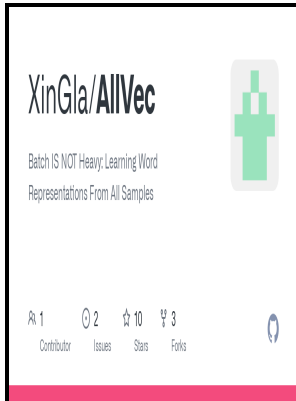 XinGla/AllVec
Batch IS NOT Heavy: Learning Word
Representations From All Samples
1 2 10 3
Contributor Issues Stars Forks